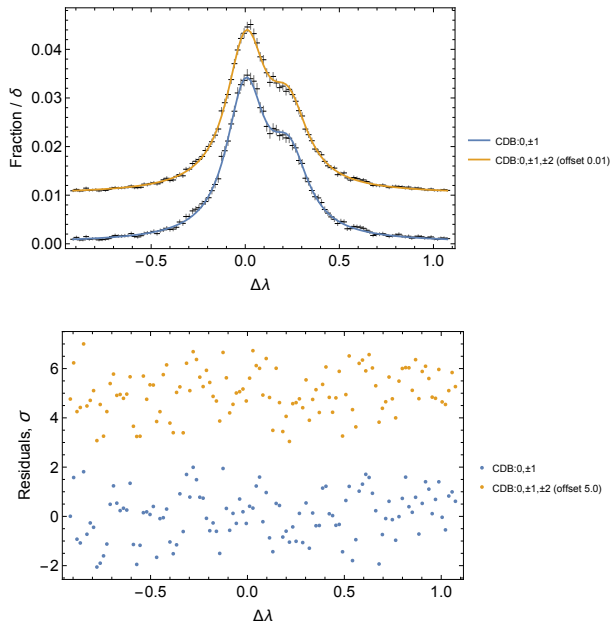 0.04
0.03
0.02
0.01
0.00
Fraction / δ
−0.5
0.0
0.5
1.0
Δλ
CDB:0,±1
CDB:0,±1,±2 (offset 0.01)
6
4
2
0
−2
Residuals, σ
−0.5
0.0
0.5
1.0
Δλ
CDB:0,±1
CDB:0,±1,±2 (offset 5.0)